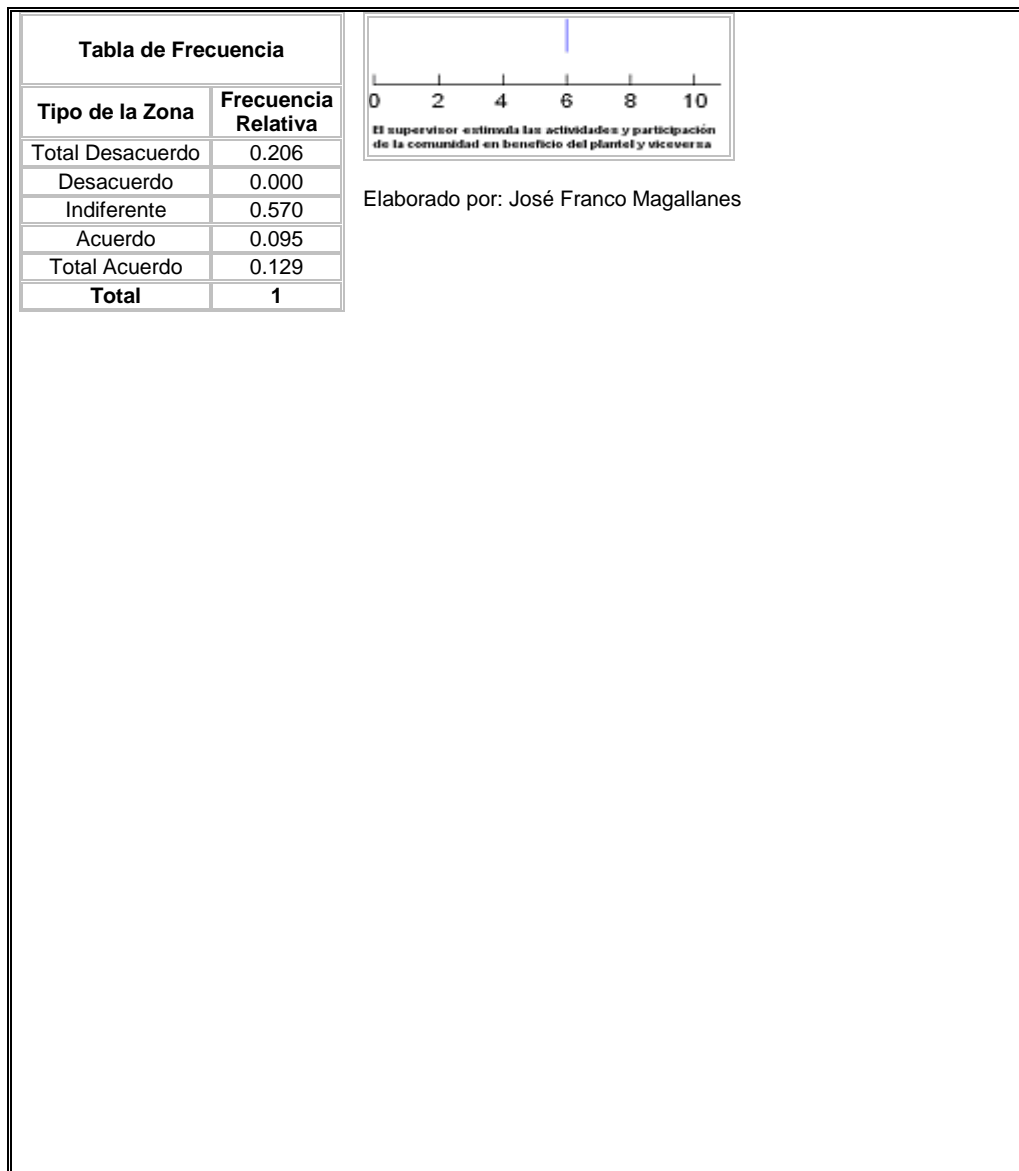 Tabla de Frecuencia
Tipo de la Zona Frecuencia Relativa
Total Desacuerdo 0.206
Desacuerdo 0.000
Indiferente 0.570
Acuerdo 0.095
Total Acuerdo 0.129
Total 1
0 2 4 6 8 10
El supervisor estimula las actividades y participación
de la comunidad en beneficio del plantel y viceversa
Elaborado por: José Franco Magallanes